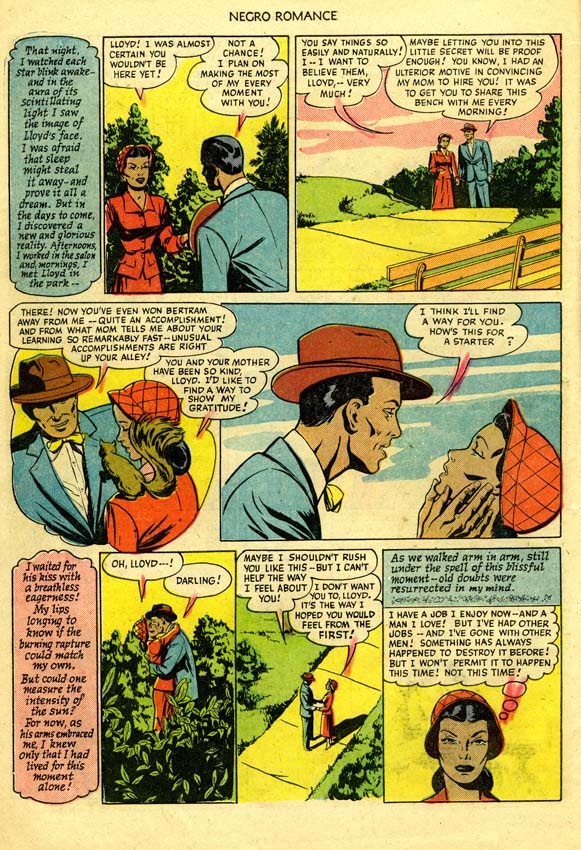 NEGRO ROMANCE
That night,
I watched each
star blink awake-
and in the
aura of its
scintillating
light I saw
the image of
Lloyd's face.
I was afraid
that sleep
might steal
it away-and
prove it all a
dream. But in
the days to come,
I discovered a
new and glorious
reality. Afternoons,
I worked in the salon
and, mornings, I
met Lloyd in
the park --
LLOYD! I WAS ALMOST
CERTAIN YOU
WOULDN'T BE
HERE YET!
NOT A
CHANCE!
I PLAN ON
MAKING THE MOST
OF MY EVERY
MOMENT
WITH YOU!
YOU SAY THINGS SO
EASILY AND NATURALLY!
I-- I WANT TO
BELIEVE THEM,
LLOYD,-- VERY
MUCH!
MAYBE LETTING YOU INTO THIS
LITTLE SECRET WILL BE PROOF
ENOUGH! YOU KNOW, I HAD AN
ULTERIOR MOTIVE IN CONVINCING
MY MOM TO HIRE YOU! IT WAS
TO GET YOU TO SHARE THIS
BENCH WITH ME EVERY
MORNING!
THERE! NOW YOU'VE EVEN WON BERTRAM
AWAY FROM ME -- QUITE AN ACCOMPLISHMENT!
AND FROM WHAT MOM TELLS ME ABOUT YOUR
LEARNING SO REMARKABLY FAST--UNUSUAL
ACCOMPLISHMENTS ARE RIGHT
UP YOUR ALLEY!
YOU AND YOUR MOTHER
HAVE BEEN SO KIND,
LLOYD. I'D LIKE TO
FIND A WAY TO
SHOW MY
GRATITUDE!
I THINK I'LL FIND
A WAY FOR YOU.
HOW'S THIS FOR
A STARTER ?
I waited for
his kiss with
a breathless
eagerness!
My lips
longing to
know if the
burning rapture
could match
my own.
But could one
measure the
intensity of
the sun?
For now, as
his arms embraced
me, I knew
only that I had
lived for this
moment
alone!
OH, LLOYD---!
DARLING!
MAYBE I SHOULDN'T RUSH
YOU LIKE THIS--BUT I CAN'T
HELP THE WAY
I FEEL ABOUT
YOU!
I DON'T WANT
YOU TO, LLOYD,
IT'S THE WAY I
HOPED YOU WOULD
FEEL FROM THE
FIRST!
As we walked arm in arm, still
under the spell of this blissful
moment--old doubts were
resurrected in my mind.
I HAVE A JOB I ENJOY NOW--AND A
MAN I LOVE! BUT I'VE HAD OTHER
JOBS -- AND I'VE GONE WITH OTHER
MEN! SOMETHING HAS ALWAYS
HAPPENED TO DESTROY IT BEFORE!
BUT I WON'T PERMIT IT TO HAPPEN
THIS TIME! NOT THIS TIME!